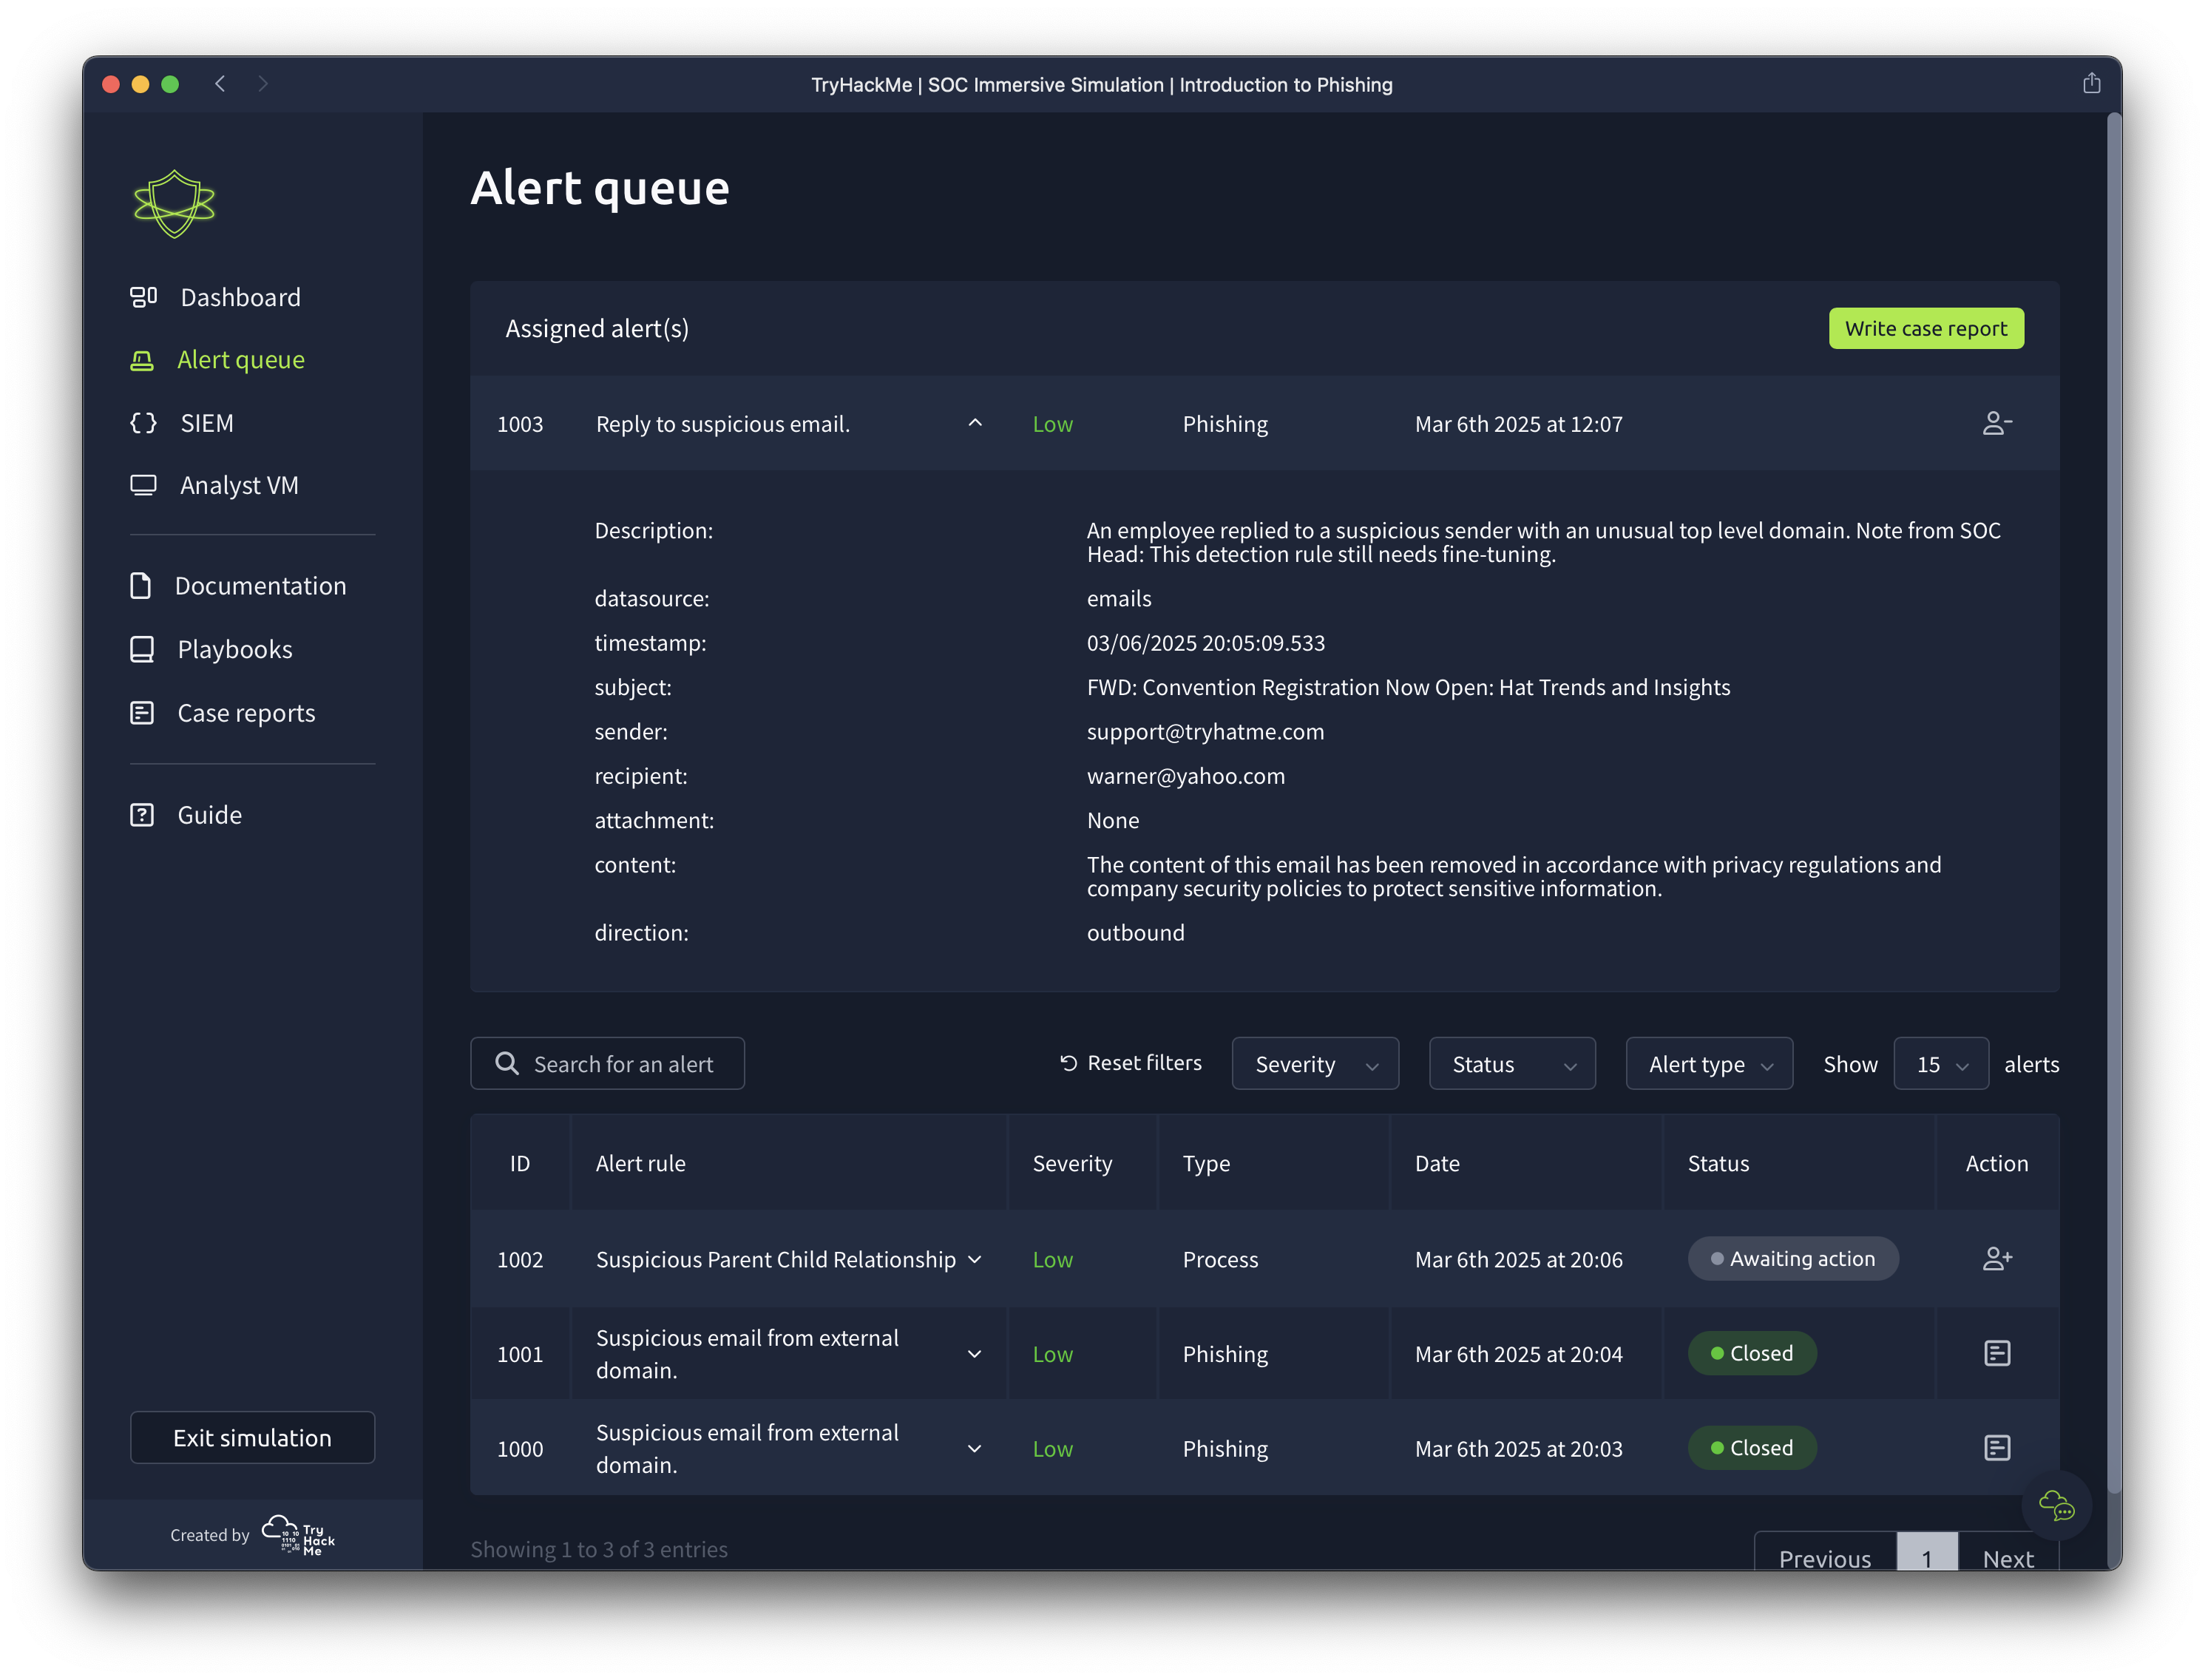 TryHackMe | SOC Immersive Simulation | Introduction to Phishing
Dashboard
Alert queue
SIEM
Analyst VM
Documentation
Playbooks
Case reports
Guide
Exit simulation
Created by
Try
Hack
Me
Alert queue
Assigned alert(s)
Write case report
1003 Reply to suspicious email. Low Phishing Mar 6th 2025 at 12:07
Description: An employee replied to a suspicious sender with an unusual top level domain. Note from SOC
Head: This detection rule still needs fine-tuning.
datasource: emails
timestamp: 03/06/2025 20:05:09.533
subject: FWD: Convention Registration Now Open: Hat Trends and Insights
sender: support@tryhatme.com
recipient: warner@yahoo.com
attachment: None
content: The content of this email has been removed in accordance with privacy regulations and
company security policies to protect sensitive information.
direction: outbound
Search for an alert Reset filters Severity Status Alert type Show 15 alerts
ID Alert rule Severity Type Date Status Action
1002 Suspicious Parent Child Relationship Low Process Mar 6th 2025 at 20:06 Awaiting action
1001 Suspicious email from external
domain. Low Phishing Mar 6th 2025 at 20:04 Closed
1000 Suspicious email from external
domain. Low Phishing Mar 6th 2025 at 20:03 Closed
Showing 1 to 3 of 3 entries
Previous 1 Next